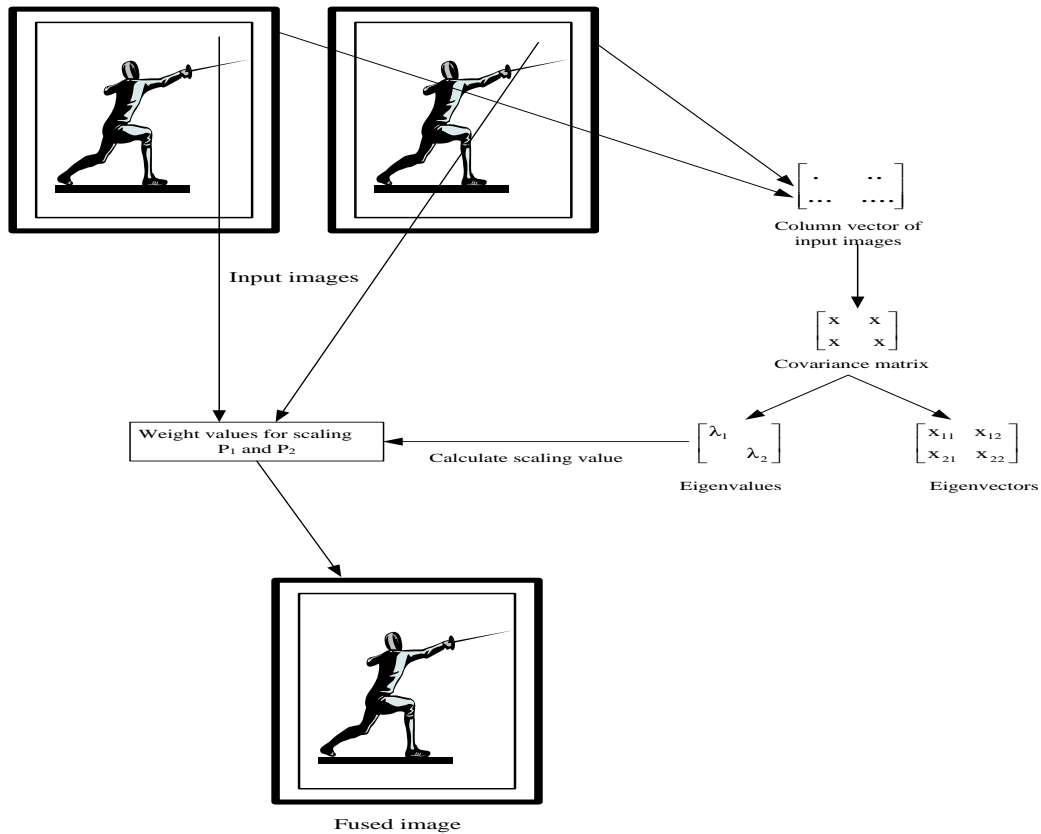 [ . .. ]
[ ... .... ]
Column vector of
input images
Input images
[ x x ]
[ x x ]
Covariance matrix
Weight values for scaling
P₁ and P₂
Calculate scaling value
[ λ₁ ]
[ λ₂ ]
Eigenvalues
[ x₁₁ x₁₂ ]
[ x₂₁ x₂₂ ]
Eigenvectors
Fused image